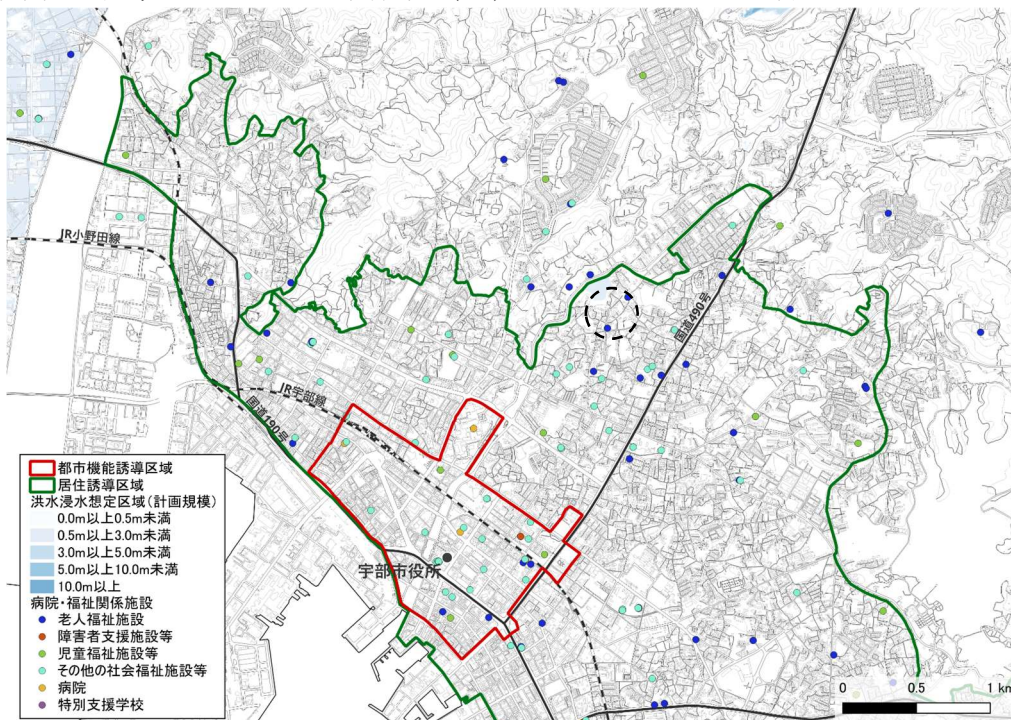 JR小野田線
国道490号
JR宇部線
国道190号
宇部市役所
都市機能誘導区域
居住誘導区域
洪水浸水想定区域(計画規模)
0.0m以上0.5m未満
0.5m以上3.0m未満
3.0m以上5.0m未満
5.0m以上10.0m未満
10.0m以上
病院・福祉関係施設
老人福祉施設
障害者支援施設等
児童福祉施設等
その他の社会福祉施設等
病院
特別支援学校
0 0.5 1 km